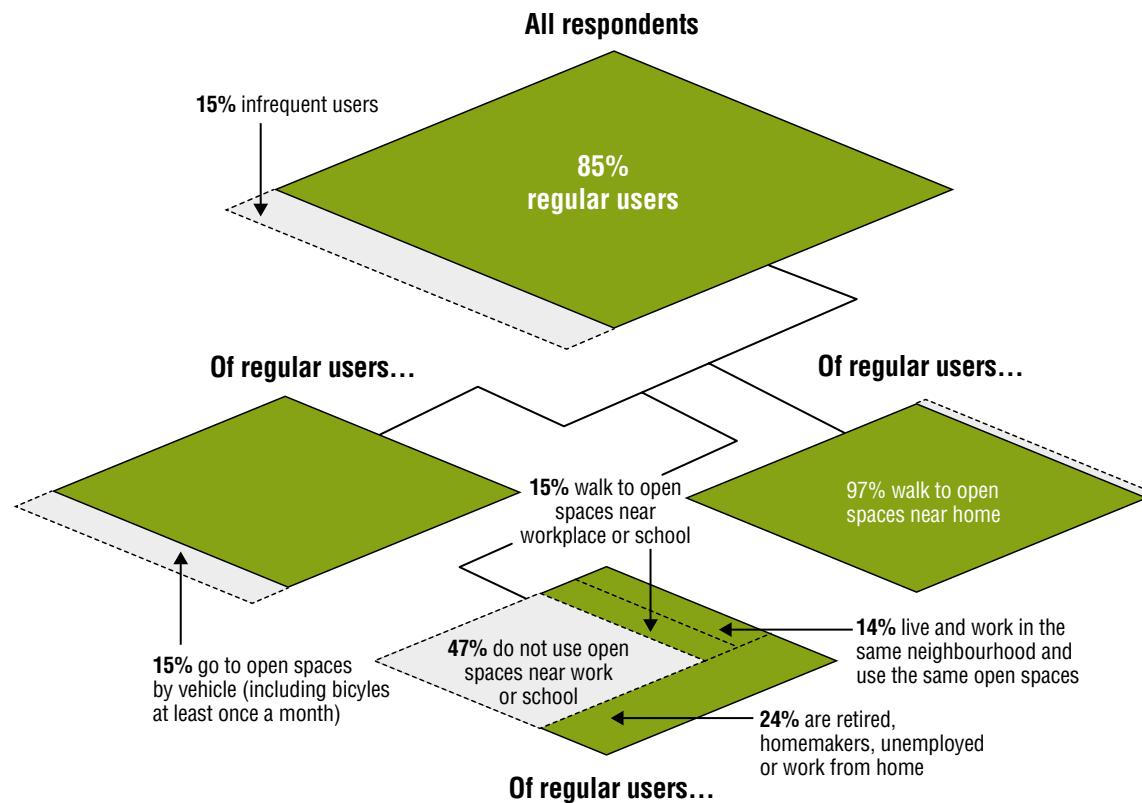 All respondents
15% infrequent users
85%
regular users
Of regular users…
Of regular users…
15% walk to open
spaces near
workplace or school
97% walk to open
spaces near home
47% do not use open
spaces near work
or school
14% live and work in the
same neighbourhood and
use the same open spaces
15% go to open spaces
by vehicle (including bicyles
at least once a month)
24% are retired,
homemakers, unemployed
or work from home
Of regular users…